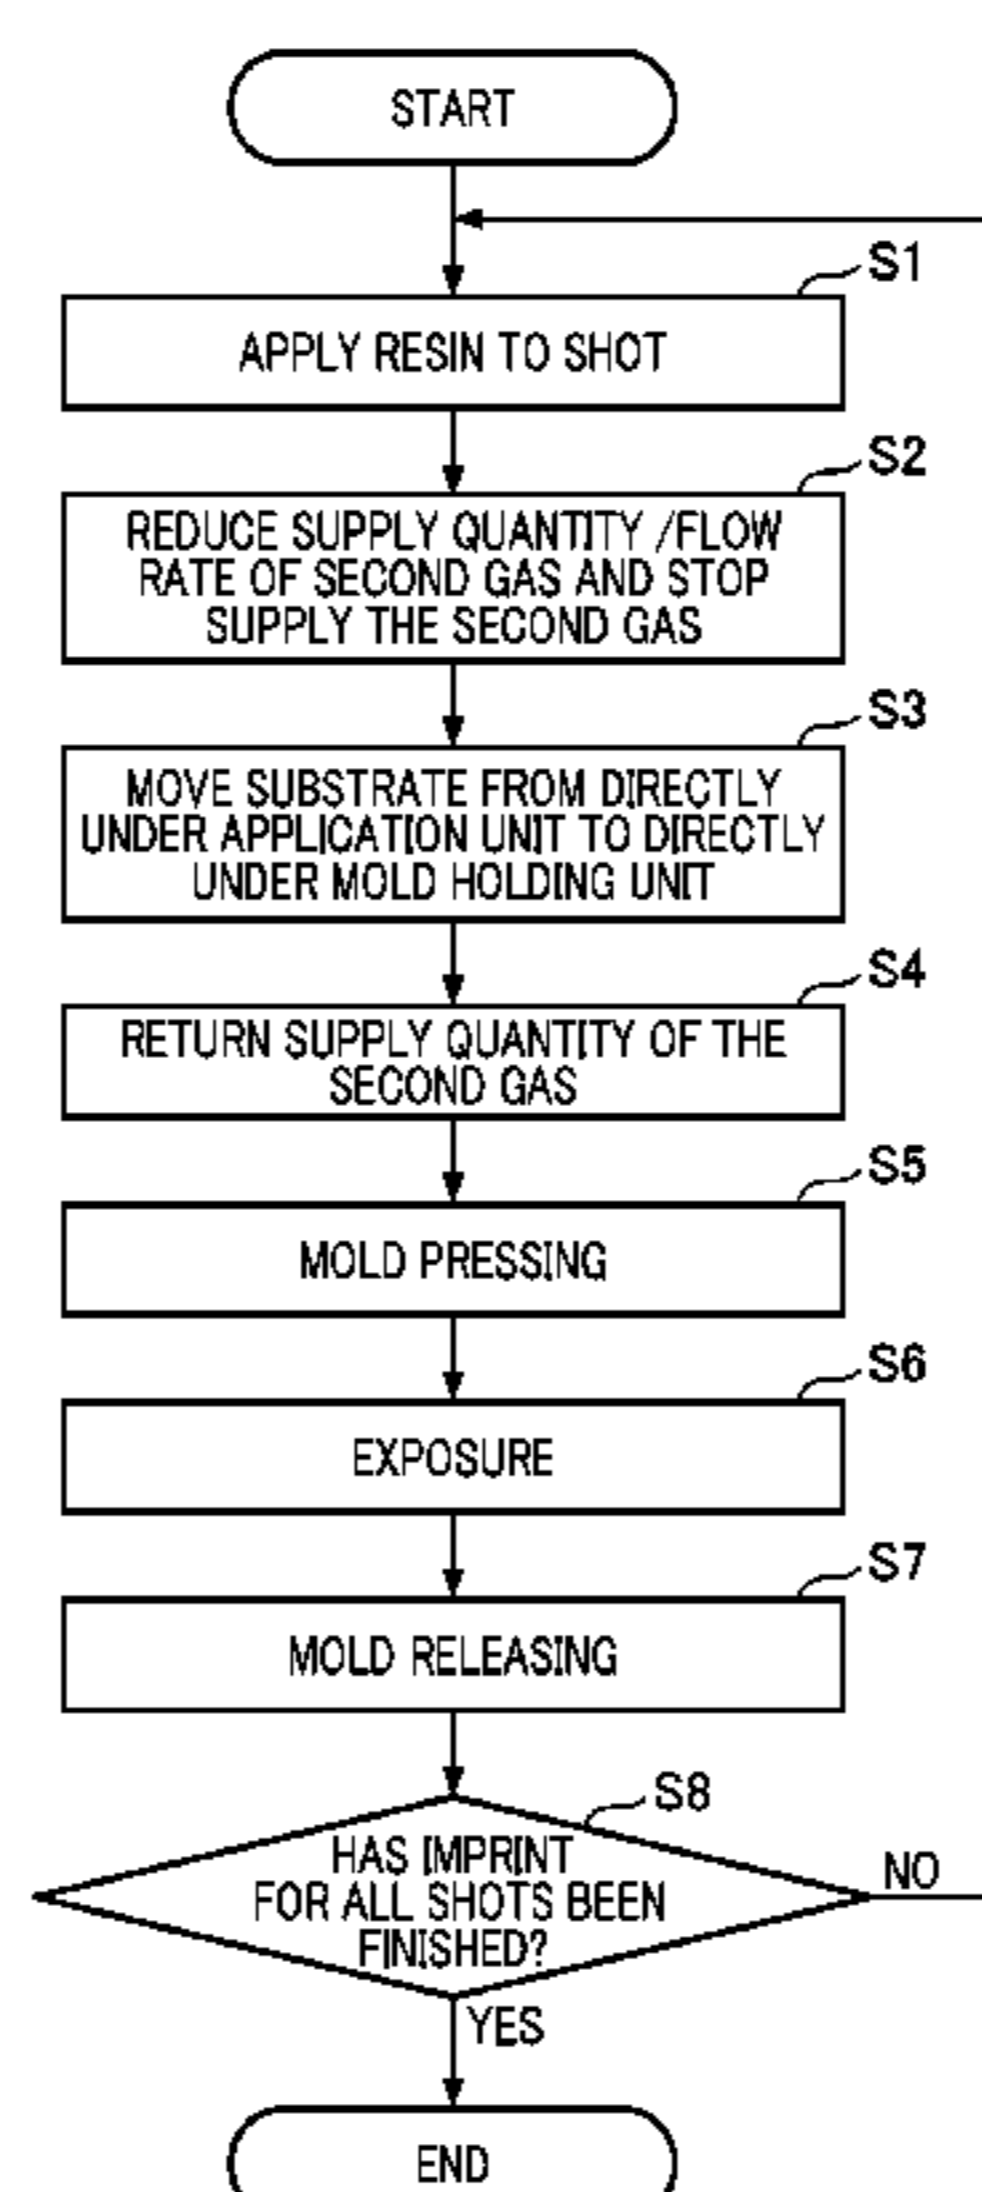 START
S1
APPLY RESIN TO SHOT
S2
REDUCE SUPPLY QUANTITY /FLOW
RATE OF SECOND GAS AND STOP
SUPPLY THE SECOND GAS
S3
MOVE SUBSTRATE FROM DIRECTLY
UNDER APPLICATION UNIT TO DIRECTLY
UNDER MOLD HOLDING UNIT
S4
RETURN SUPPLY QUANTITY OF THE
SECOND GAS
S5
MOLD PRESSING
S6
EXPOSURE
S7
MOLD RELEASING
S8
HAS IMPRINT
FOR ALL SHOTS BEEN
FINISHED?
NO
YES
END